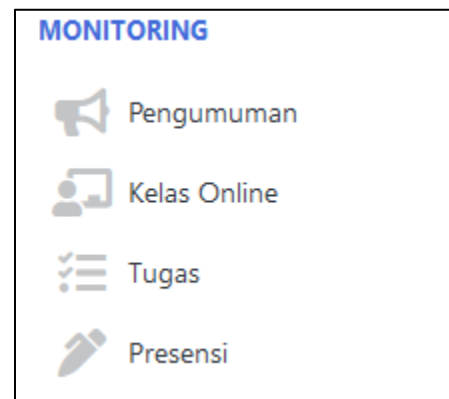 MONITORING
Pengumuman
Kelas Online
Tugas
Presensi